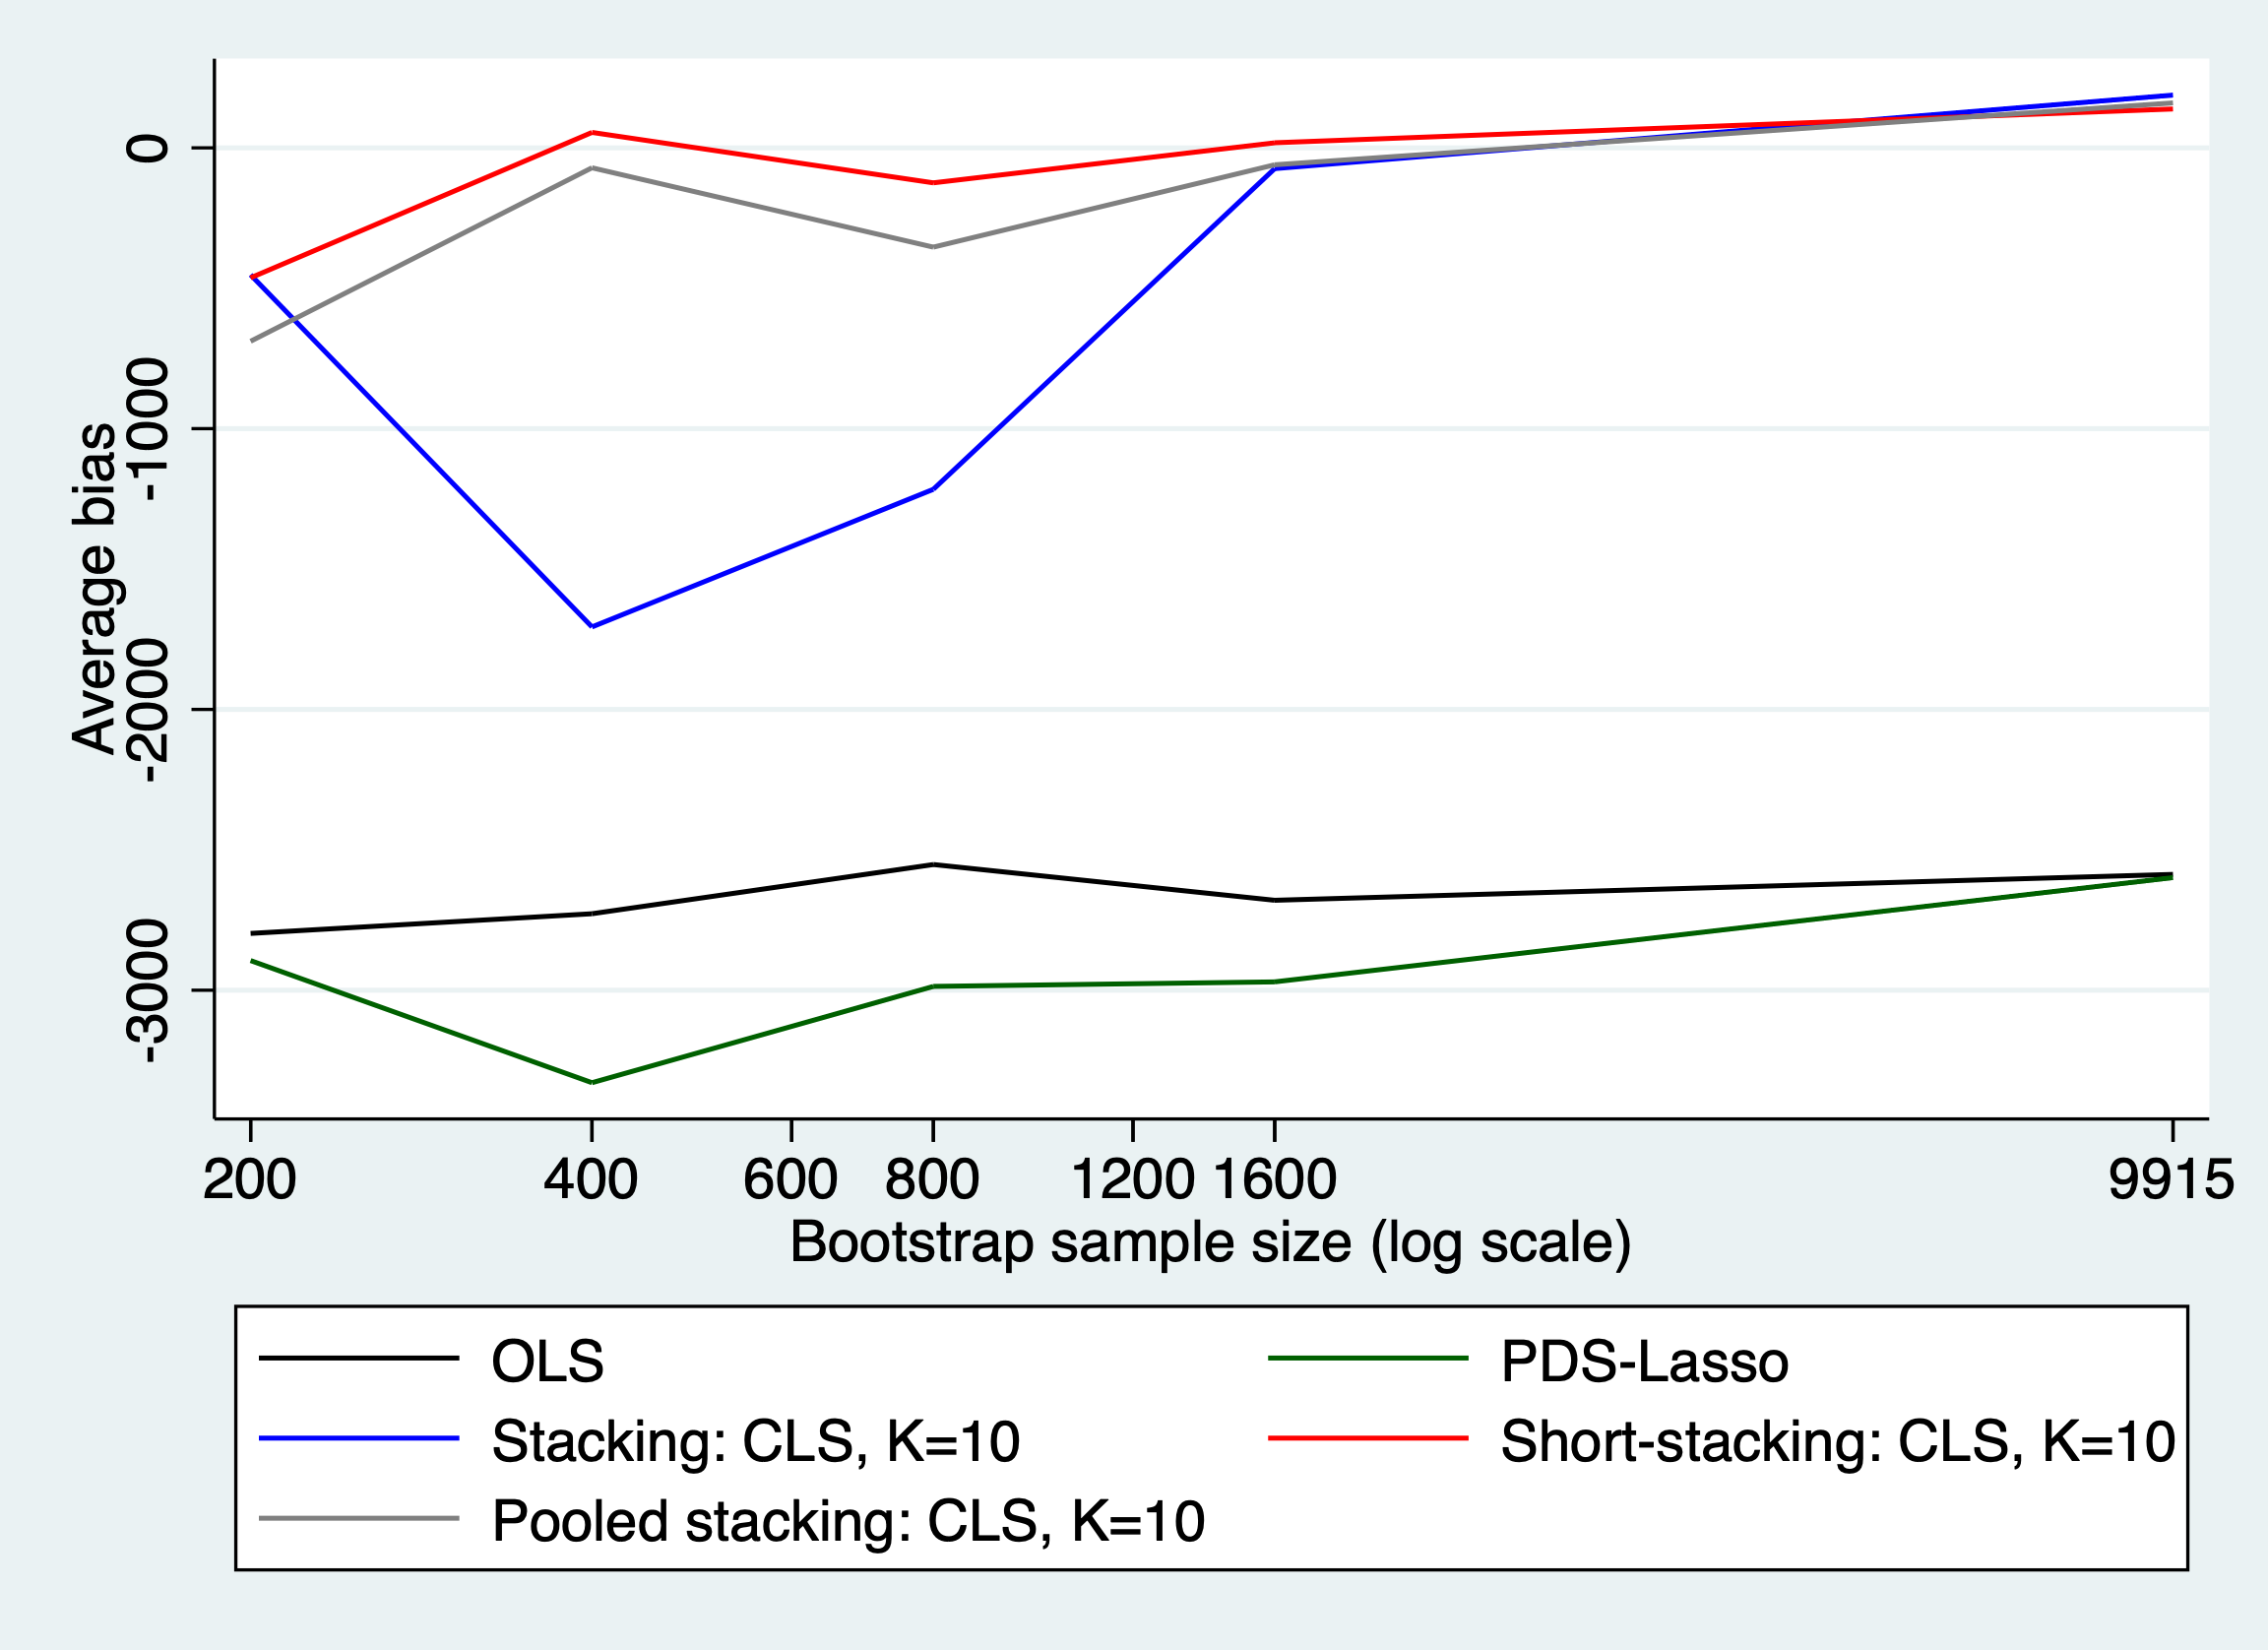 Average bias
0
-1000
-2000
-3000
200 400 600 800 1200 1600 9915
Bootstrap sample size (log scale)
OLS PDS-Lasso
Stacking: CLS, K=10 Short-stacking: CLS, K=10
Pooled stacking: CLS, K=10